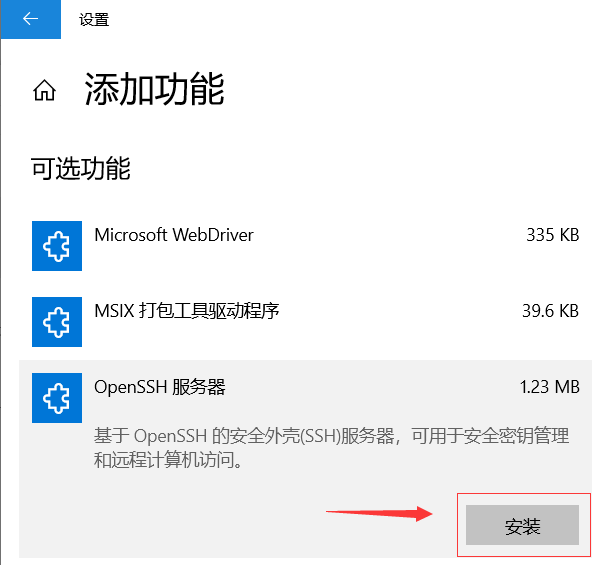 设置
添加功能
可选功能
Microsoft WebDriver 335 KB
MSIX 打包工具驱动程序 39.6 KB
OpenSSH 服务器 1.23 MB
基于 OpenSSH 的安全外壳(SSH)服务器，可用于安全密钥管理
和远程计算机访问。
安装